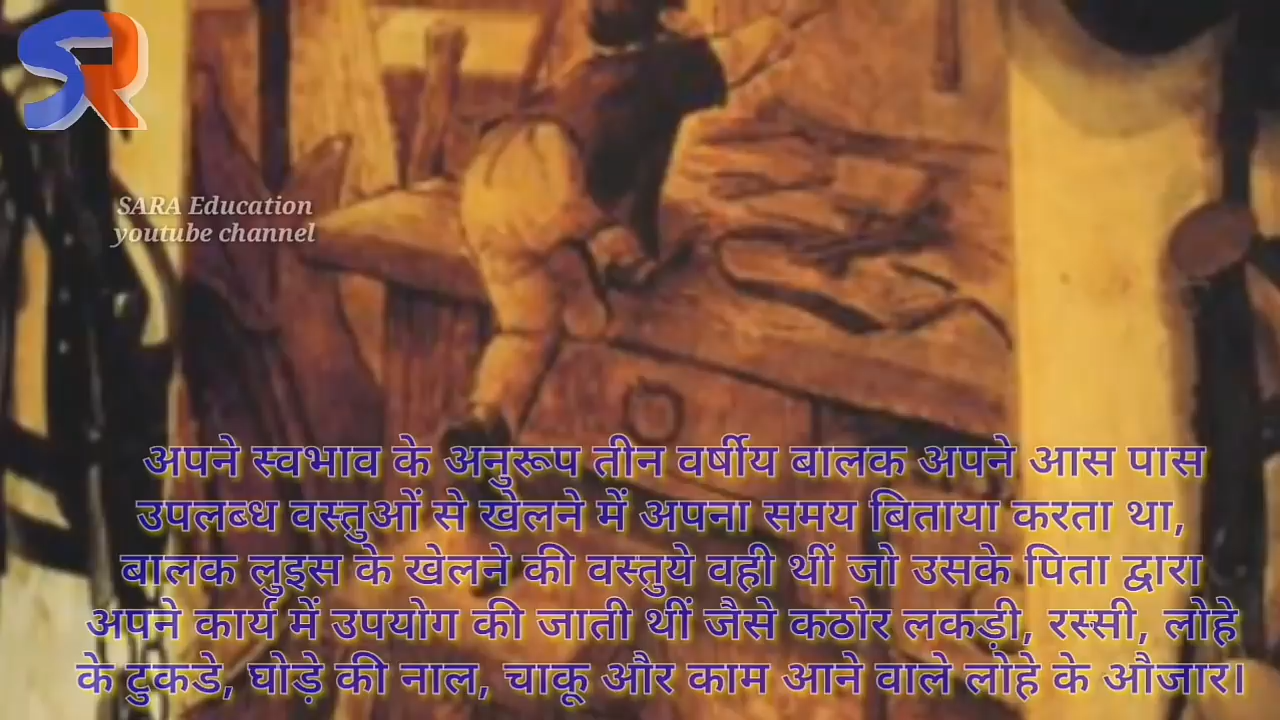 SR
SARA Education
youtube channel
अपने स्वभाव के अनुरूप तीन वर्षीय बालक अपने आस पास
उपलब्ध वस्तुओं से खेलने में अपना समय बिताया करता था,
बालक लुइस के खेलने की वस्तुये वही थीं जो उसके पिता द्वारा
अपने कार्य में उपयोग की जाती थीं जैसे कठोर लकड़ी, रस्सी, लोहे
के टुकडे, घोड़े की नाल, चाकू और काम आने वाले लोहे के औजार।